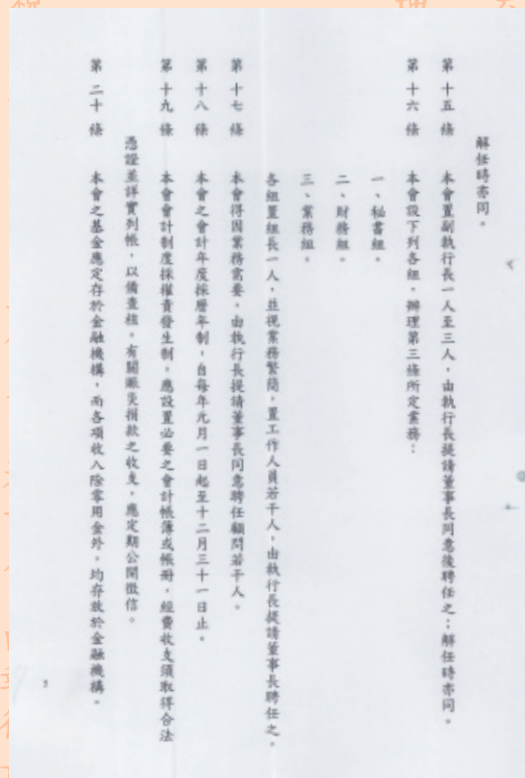 解任時亦同。
第十五條 本會置副執行長一人至三人，由執行長提請董事長同意後聘任之；解任時亦同。
第十六條 本會設下列各組，辦理第三條所定業務：
一、秘書組。
二、財務組。
三、業務組。
各組置組長一人，並視業務繁簡，置工作人員若干人，由執行長提請董事長聘任之。
第十七條 本會得因業務需要，由執行長提請董事長同意聘任顧問若干人。
第十八條 本會之會計年度採曆年制，自每年元月一日起至十二月三十一日止。
第十九條 本會會計制度採權責發生制，應設置必要之會計帳簿或帳冊，經費收支須取得合法
憑證並詳實列帳，以備查核，有關賑災捐款之收支，應定期公開徵信。
第二十條 本會之基金應定存於金融機構，而各項收入除零用金外，均存放於金融機構。
5